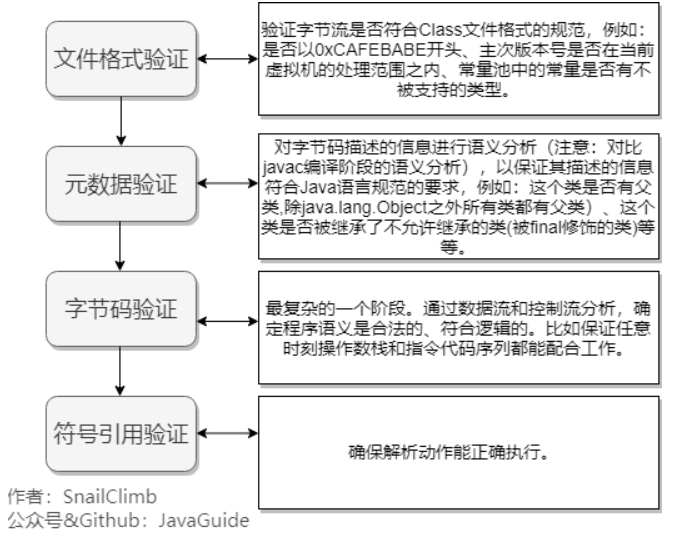 文件格式验证
验证字节流是否符合Class文件格式的规范，例如：
是否以0xCAFEBABE开头、主次版本号是否在当前
虚拟机的处理范围之内、常量池中的常量是否有不
被支持的类型。
元数据验证
对字节码描述的信息进行语义分析（注意：对比
javac编译阶段的语义分析），以保证其描述的信息
符合Java语言规范的要求，例如：这个类是否有父
类,除java.lang.Object之外所有类都有父类）、这个
类是否被继承了不允许继承的类(被final修饰的类)等
等。
字节码验证
最复杂的一个阶段。通过数据流和控制流分析，确
定程序语义是合法的、符合逻辑的。比如保证任意
时刻操作数栈和指令代码序列都能配合工作。
符号引用验证
确保解析动作能正确执行。
作者：SnailClimb
公众号&Github：JavaGuide